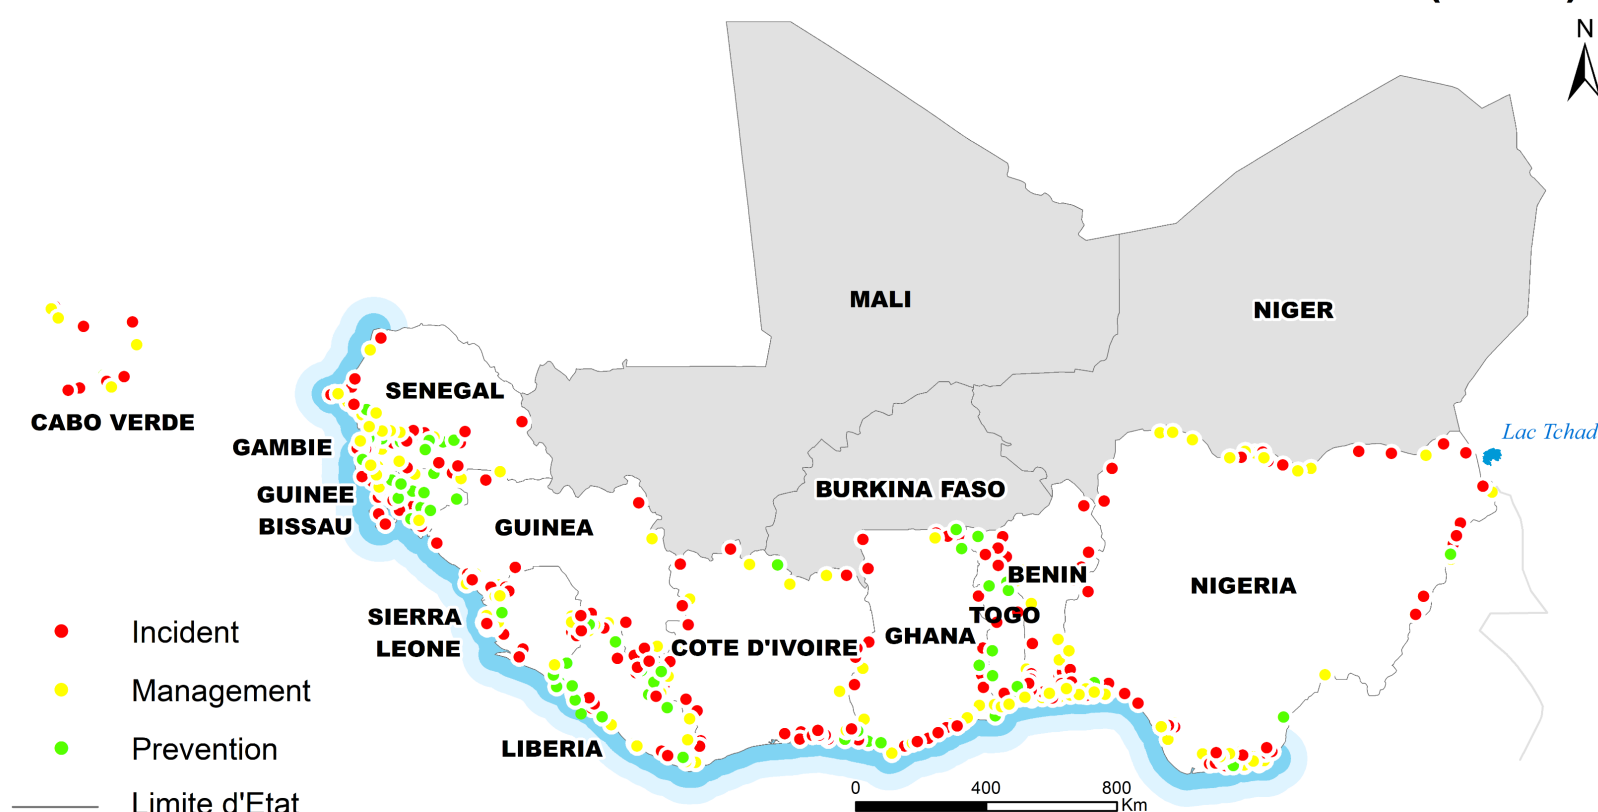 N
MALI
NIGER
SENEGAL
CABO VERDE
Lac Tchad
GAMBIE
BURKINA FASO
GUINEE
BISSAU
GUINEA
BENIN
NIGERIA
SIERRA
LEONE
TOGO
GHANA
COTE D'IVOIRE
LIBERIA
Incident
Management
Prevention
Limite d'Etat
0 400 800
Km